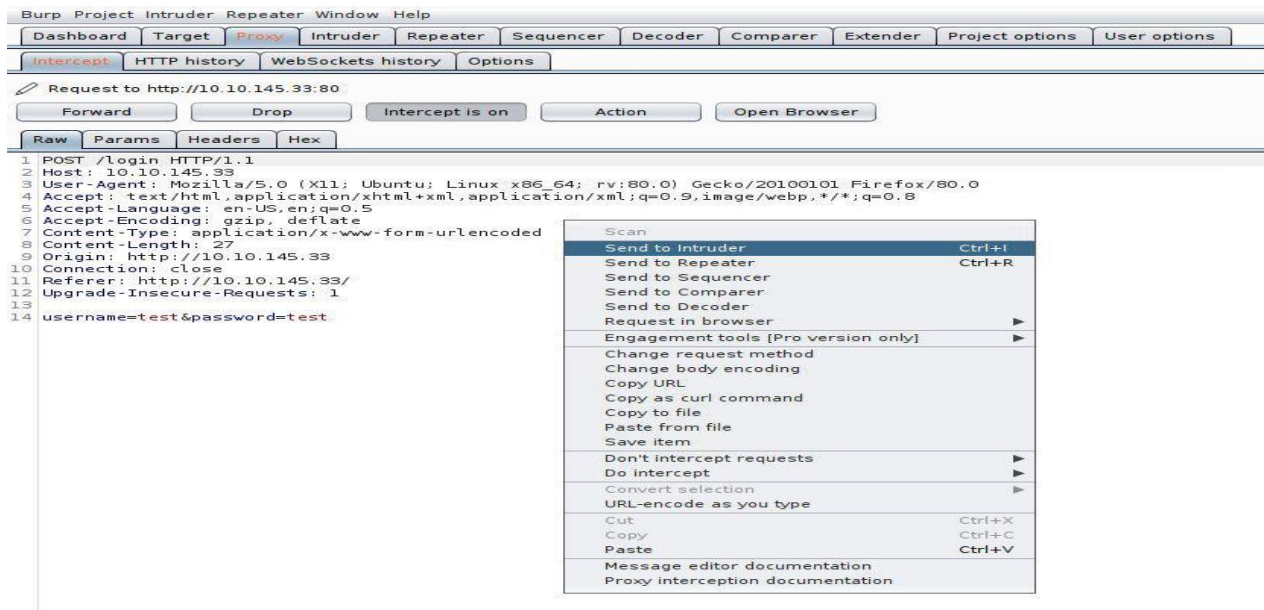 Burp Project Intruder Repeater Window Help
Dashboard Target Proxy Intruder Repeater Sequencer Decoder Comparer Extender Project options User options
Intercept HTTP history WebSockets history Options
Request to http://10.10.145.33:80
Forward Drop Intercept is on Action Open Browser
Raw Params Headers Hex
1 POST /login HTTP/1.1
2 Host: 10.10.145.33
3 User-Agent: Mozilla/5.0 (X11; Ubuntu; Linux x86_64; rv:80.0) Gecko/20100101 Firefox/80.0
4 Accept: text/html,application/xhtml+xml,application/xml;q=0.9,image/webp,*/*;q=0.8
5 Accept-Language: en-US,en;q=0.5
6 Accept-Encoding: gzip, deflate
7 Content-Type: application/x-www-form-urlencoded
8 Content-Length: 27
9 Origin: http://10.10.145.33
10 Connection: close
11 Referer: http://10.10.145.33/
12 Upgrade-Insecure-Requests: 1
13
14 username=test&password=test
Scan
Send to Intruder Ctrl+I
Send to Repeater Ctrl+R
Send to Sequencer
Send to Comparer
Send to Decoder
Request in browser
Engagement tools [Pro version only]
Change request method
Change body encoding
Copy URL
Copy as curl command
Copy to file
Paste from file
Save item
Don't intercept requests
Do intercept
Convert selection
URL-encode as you type
Cut Ctrl+X
Copy Ctrl+C
Paste Ctrl+V
Message editor documentation
Proxy interception documentation